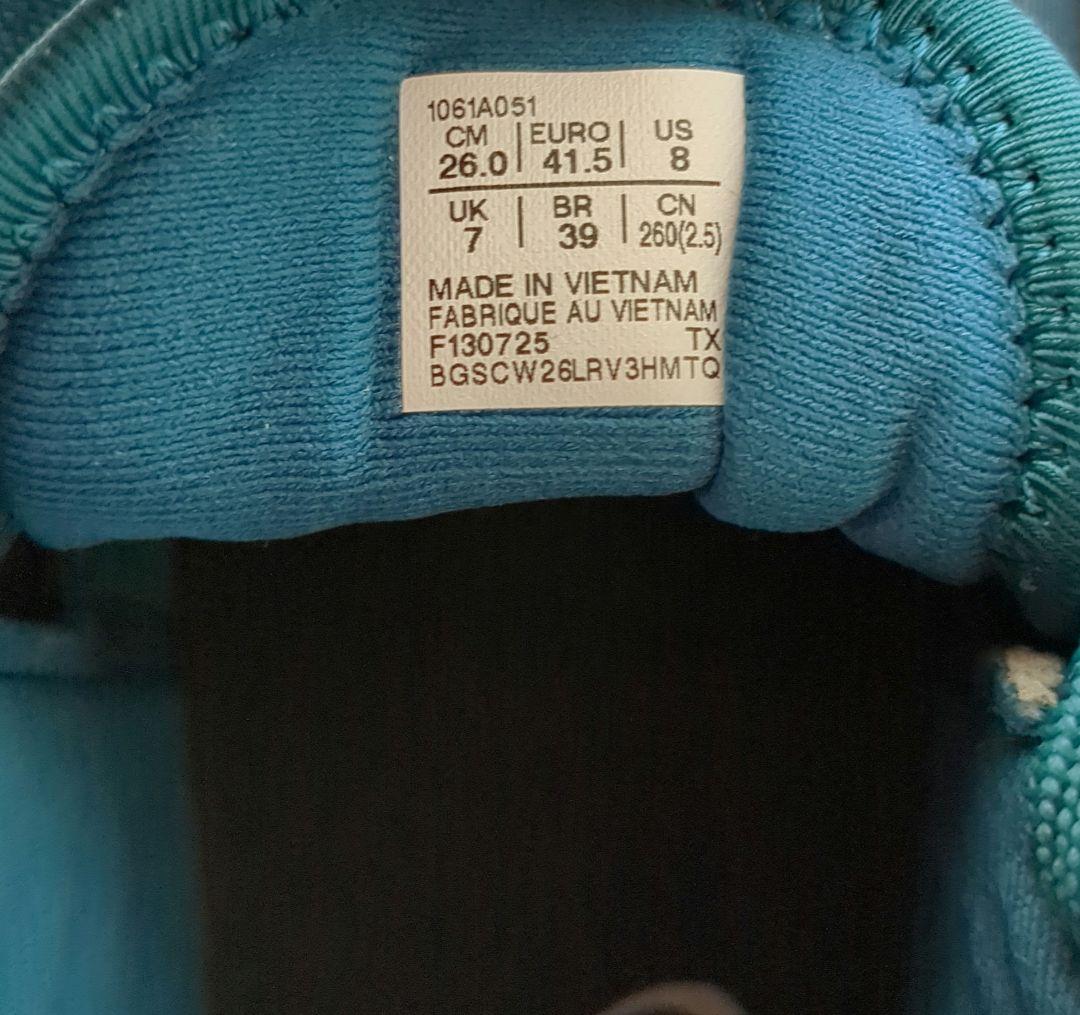 1061A051
CM | EURO | US
26.0 | 41.5 | 8
UK | BR | CN
7 | 39 | 260(2.5)
MADE IN VIETNAM
FABRIQUE AU VIETNAM
F130725 TX
BGSCW26LRV3HMTQ